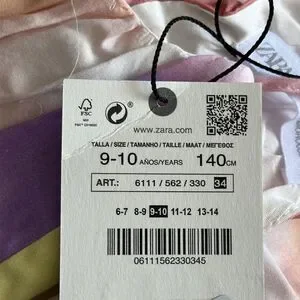 ZARA
FSC
www.zara.com
TALLA / SIZE / TAMANHO / TAILLE / MAAT / ΜΕΓΕΘΟΣ
9-10 AÑOS/YEARS 140CM
ART.: 6111 / 562 / 330 34
6-7 8-9 9-10 11-12 13-14
06111562330345